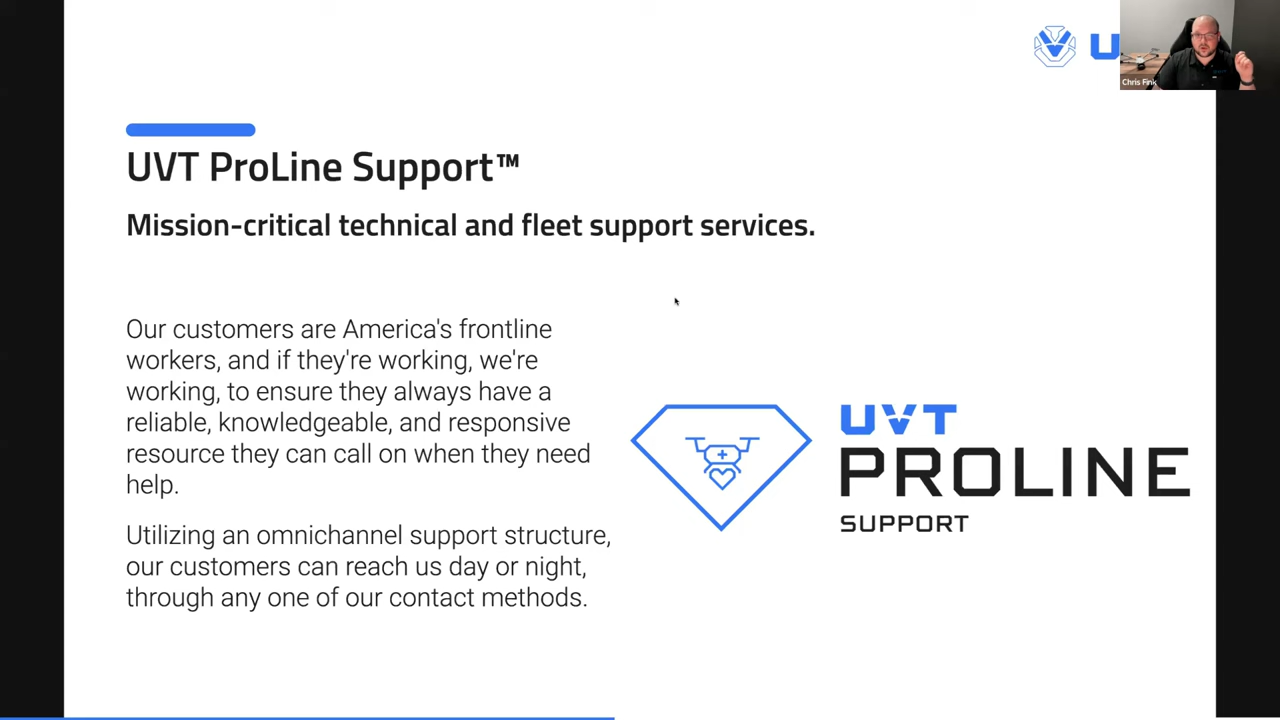 U
Chris Fink
UVT ProLine Support™
Mission-critical technical and fleet support services.
Our customers are America's frontline
workers, and if they're working, we're
working, to ensure they always have a
reliable, knowledgeable, and responsive
resource they can call on when they need
help.
Utilizing an omnichannel support structure,
our customers can reach us day or night,
through any one of our contact methods.
UVT
PROLINE
SUPPORT